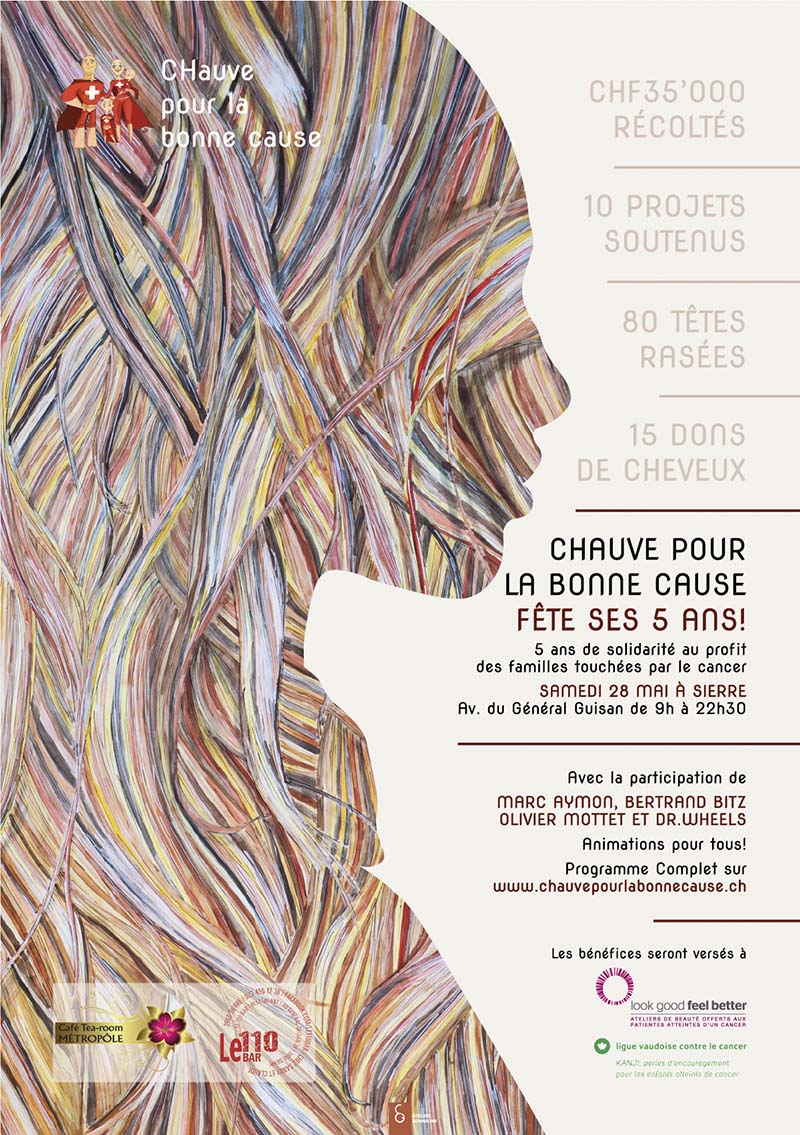 CHauve
pour la
bonne cause
CHF35'000
RÉCOLTÉS
10 PROJETS
SOUTENUS
80 TÊTES
RASÉES
15 DONS
DE CHEVEUX
CHAUVE POUR
LA BONNE CAUSE
FÊTE SES 5 ANS!
5 ans de solidarité au profit
des familles touchées par le cancer
SAMEDI 28 MAI À SIERRE
Av. du Général Guisan de 9h à 22h30
Avec la participation de
MARC AYMON, BERTRAND BITZ
OLIVIER MOTTET ET DR.WHEELS
Animations pour tous!
Programme Complet sur
www.chauvepourlabonnecause.ch
Les bénéfices seront versés à
look good feel better
ATELIERS DE BEAUTÉ OFFERTS AUX
PATIENTES ATTEINTES D'UN CANCER
ligue vaudoise contre le cancer
KANJI, perles d'encouragement
pour les enfants atteints de cancer
Café Tea-room
MÉTROPÔLE
Le110
BAR